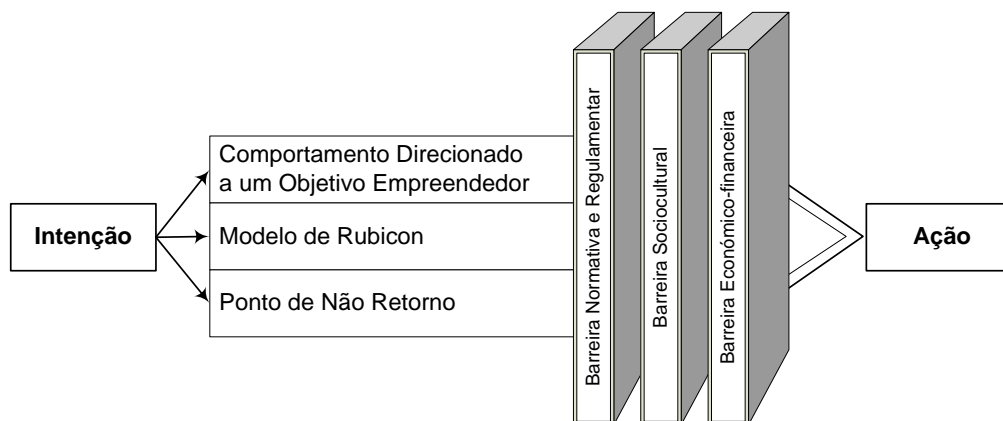 Intenção
Comportamento Direcionado
a um Objetivo Empreendedor
Modelo de Rubicon
Ponto de Não Retorno
Barreira Normativa e Regulamentar
Barreira Sociocultural
Barreira Económico-financeira
Ação